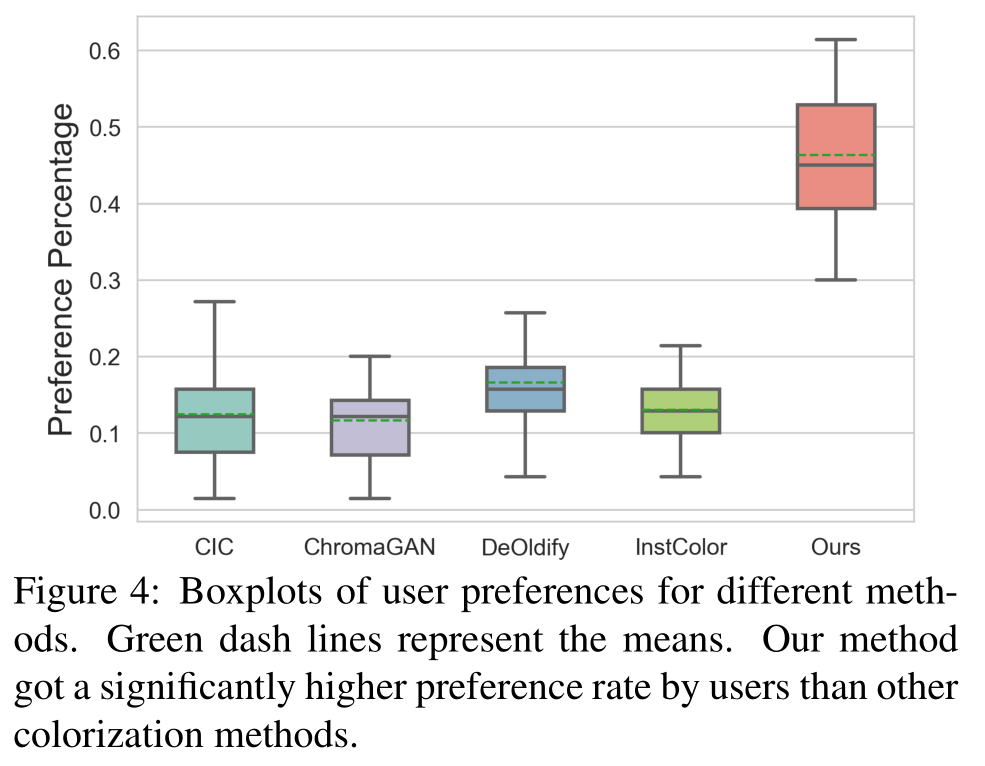 0.6
0.5
0.4
0.3
0.2
0.1
0.0
Preference Percentage
CIC ChromaGAN DeOldify InstColor Ours
Figure 4: Boxplots of user preferences for different meth-
ods. Green dash lines represent the means. Our method
got a significantly higher preference rate by users than other
colorization methods.